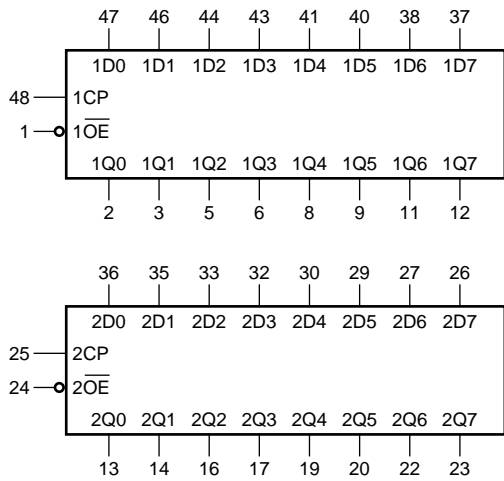 47 46 44 43 41 40 38 37
1D0 1D1 1D2 1D3 1D4 1D5 1D6 1D7
48 1CP
1 1O̅E̅
1Q0 1Q1 1Q2 1Q3 1Q4 1Q5 1Q6 1Q7
2 3 5 6 8 9 11 12
36 35 33 32 30 29 27 26
2D0 2D1 2D2 2D3 2D4 2D5 2D6 2D7
25 2CP
24 2O̅E̅
2Q0 2Q1 2Q2 2Q3 2Q4 2Q5 2Q6 2Q7
13 14 16 17 19 20 22 23